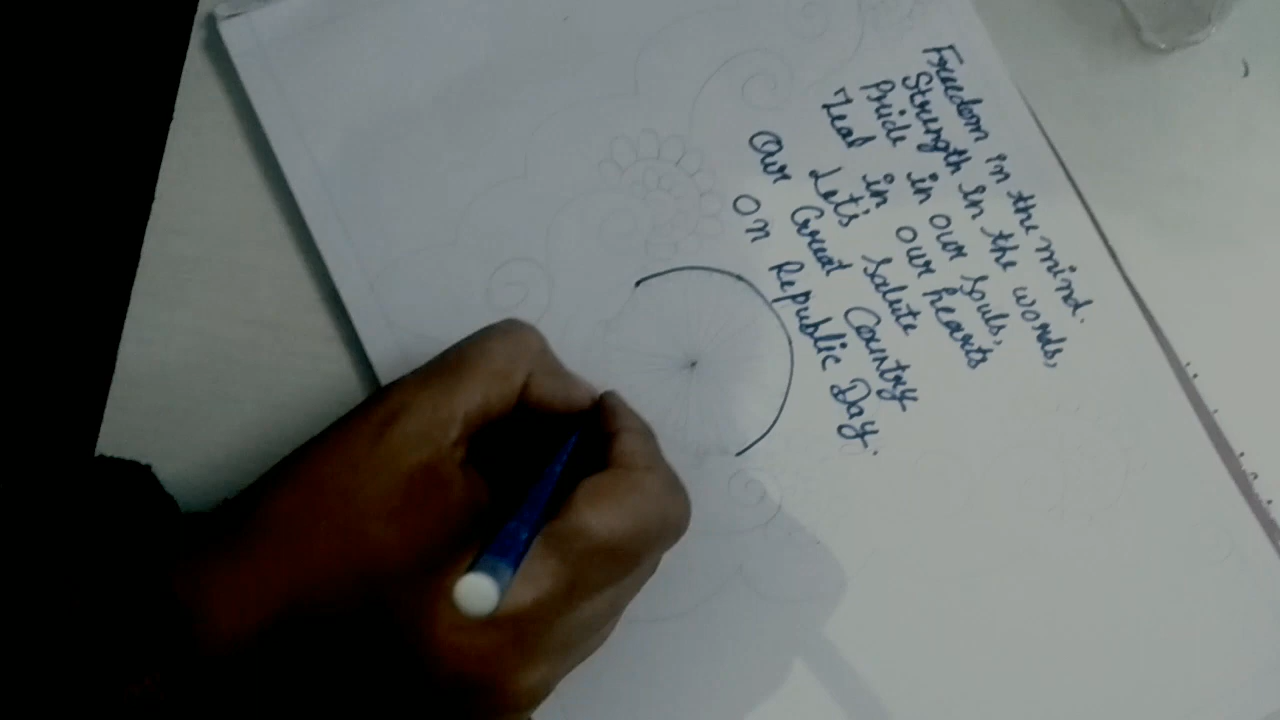 Freedom in the mind.
Strength in the words,
Pride in our souls,
Zeal in our hearts
Let's Salute
Our Great Country
on Republic Day.